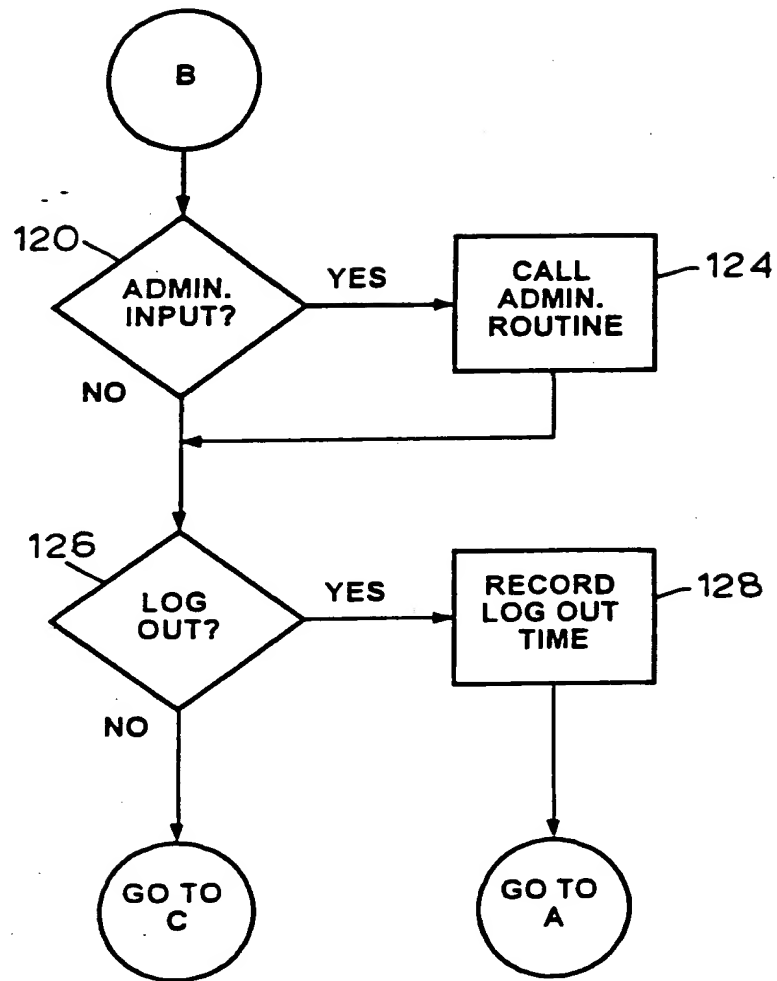 B
120
ADMIN.
INPUT?
YES
CALL
ADMIN.
ROUTINE
124
NO
126
LOG
OUT?
YES
RECORD
LOG OUT
TIME
128
NO
GO TO
C
GO TO
A